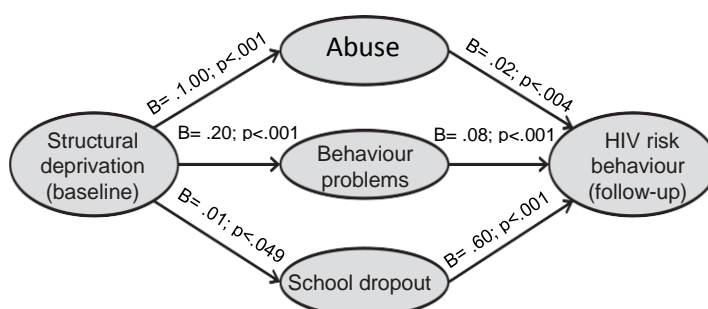 Abuse
B= .1.00; p<.001
B= .02; p<.004
Structural
deprivation
(baseline)
B= .20; p<.001
Behaviour
problems
B= .08; p<.001
HIV risk
behaviour
(follow-up)
B= .01; p<.049
School dropout
B= .60; p<.001